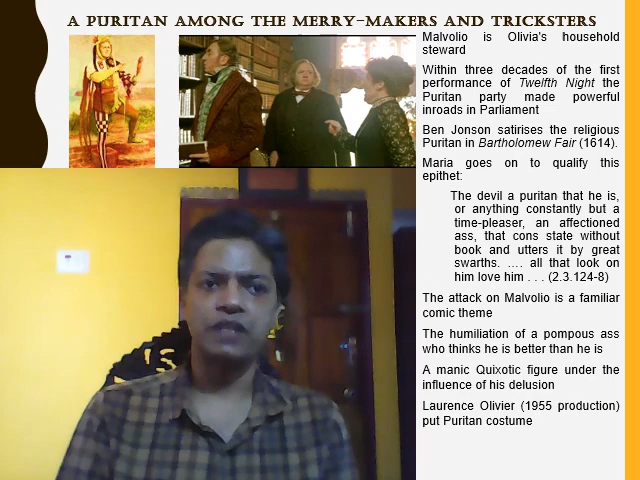 A PURITAN AMONG THE MERRY-MAKERS AND TRICKSTERS
Malvolio is Olivia's household
steward
Within three decades of the first
performance of Twelfth Night the
Puritan party made powerful
inroads in Parliament
Ben Jonson satirises the religious
Puritan in Bartholomew Fair (1614).
Maria goes on to qualify this
epithet:
The devil a puritan that he is,
or anything constantly but a
time-pleaser, an affectioned
ass, that cons state without
book and utters it by great
swarths. .... all that look on
him love him . . . (2.3.124-8)
The attack on Malvolio is a familiar
comic theme
The humiliation of a pompous ass
who thinks he is better than he is
A manic Quixotic figure under the
influence of his delusion
Laurence Olivier (1955 production)
put Puritan costume